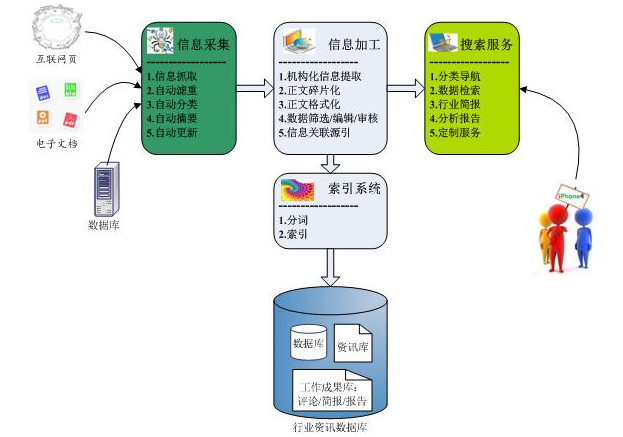 互联网页
电子文档
数据库
信息采集
1.信息抓取
2.自动滤重
3.自动分类
4.自动摘要
5.自动更新
信息加工
1.机构化信息提取
2.正文碎片化
3.正文格式化
4.数据筛选/编辑/审核
5.信息关联源引
搜索服务
1.分类导航
2.数据检索
3.行业简报
4.分析报告
5.定制服务
iPhone4
索引系统
1.分词
2.索引
数据库
资讯库
工作成果库：
评论/简报/报告
行业资讯数据库